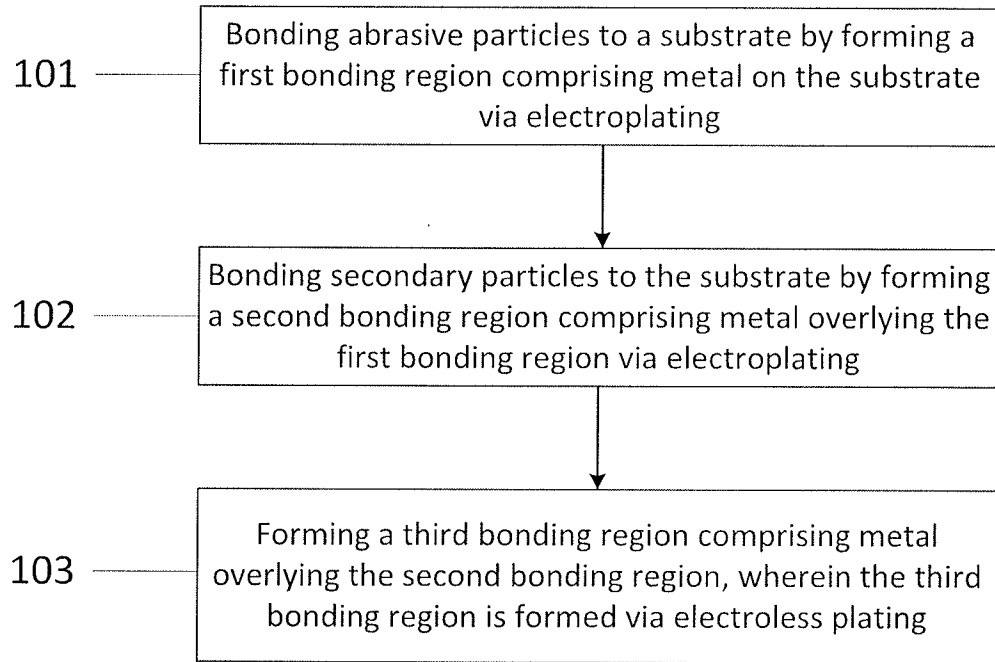 101
Bonding abrasive particles to a substrate by forming a
first bonding region comprising metal on the substrate
via electroplating
102
Bonding secondary particles to the substrate by forming
a second bonding region comprising metal overlying the
first bonding region via electroplating
103
Forming a third bonding region comprising metal
overlying the second bonding region, wherein the third
bonding region is formed via electroless plating